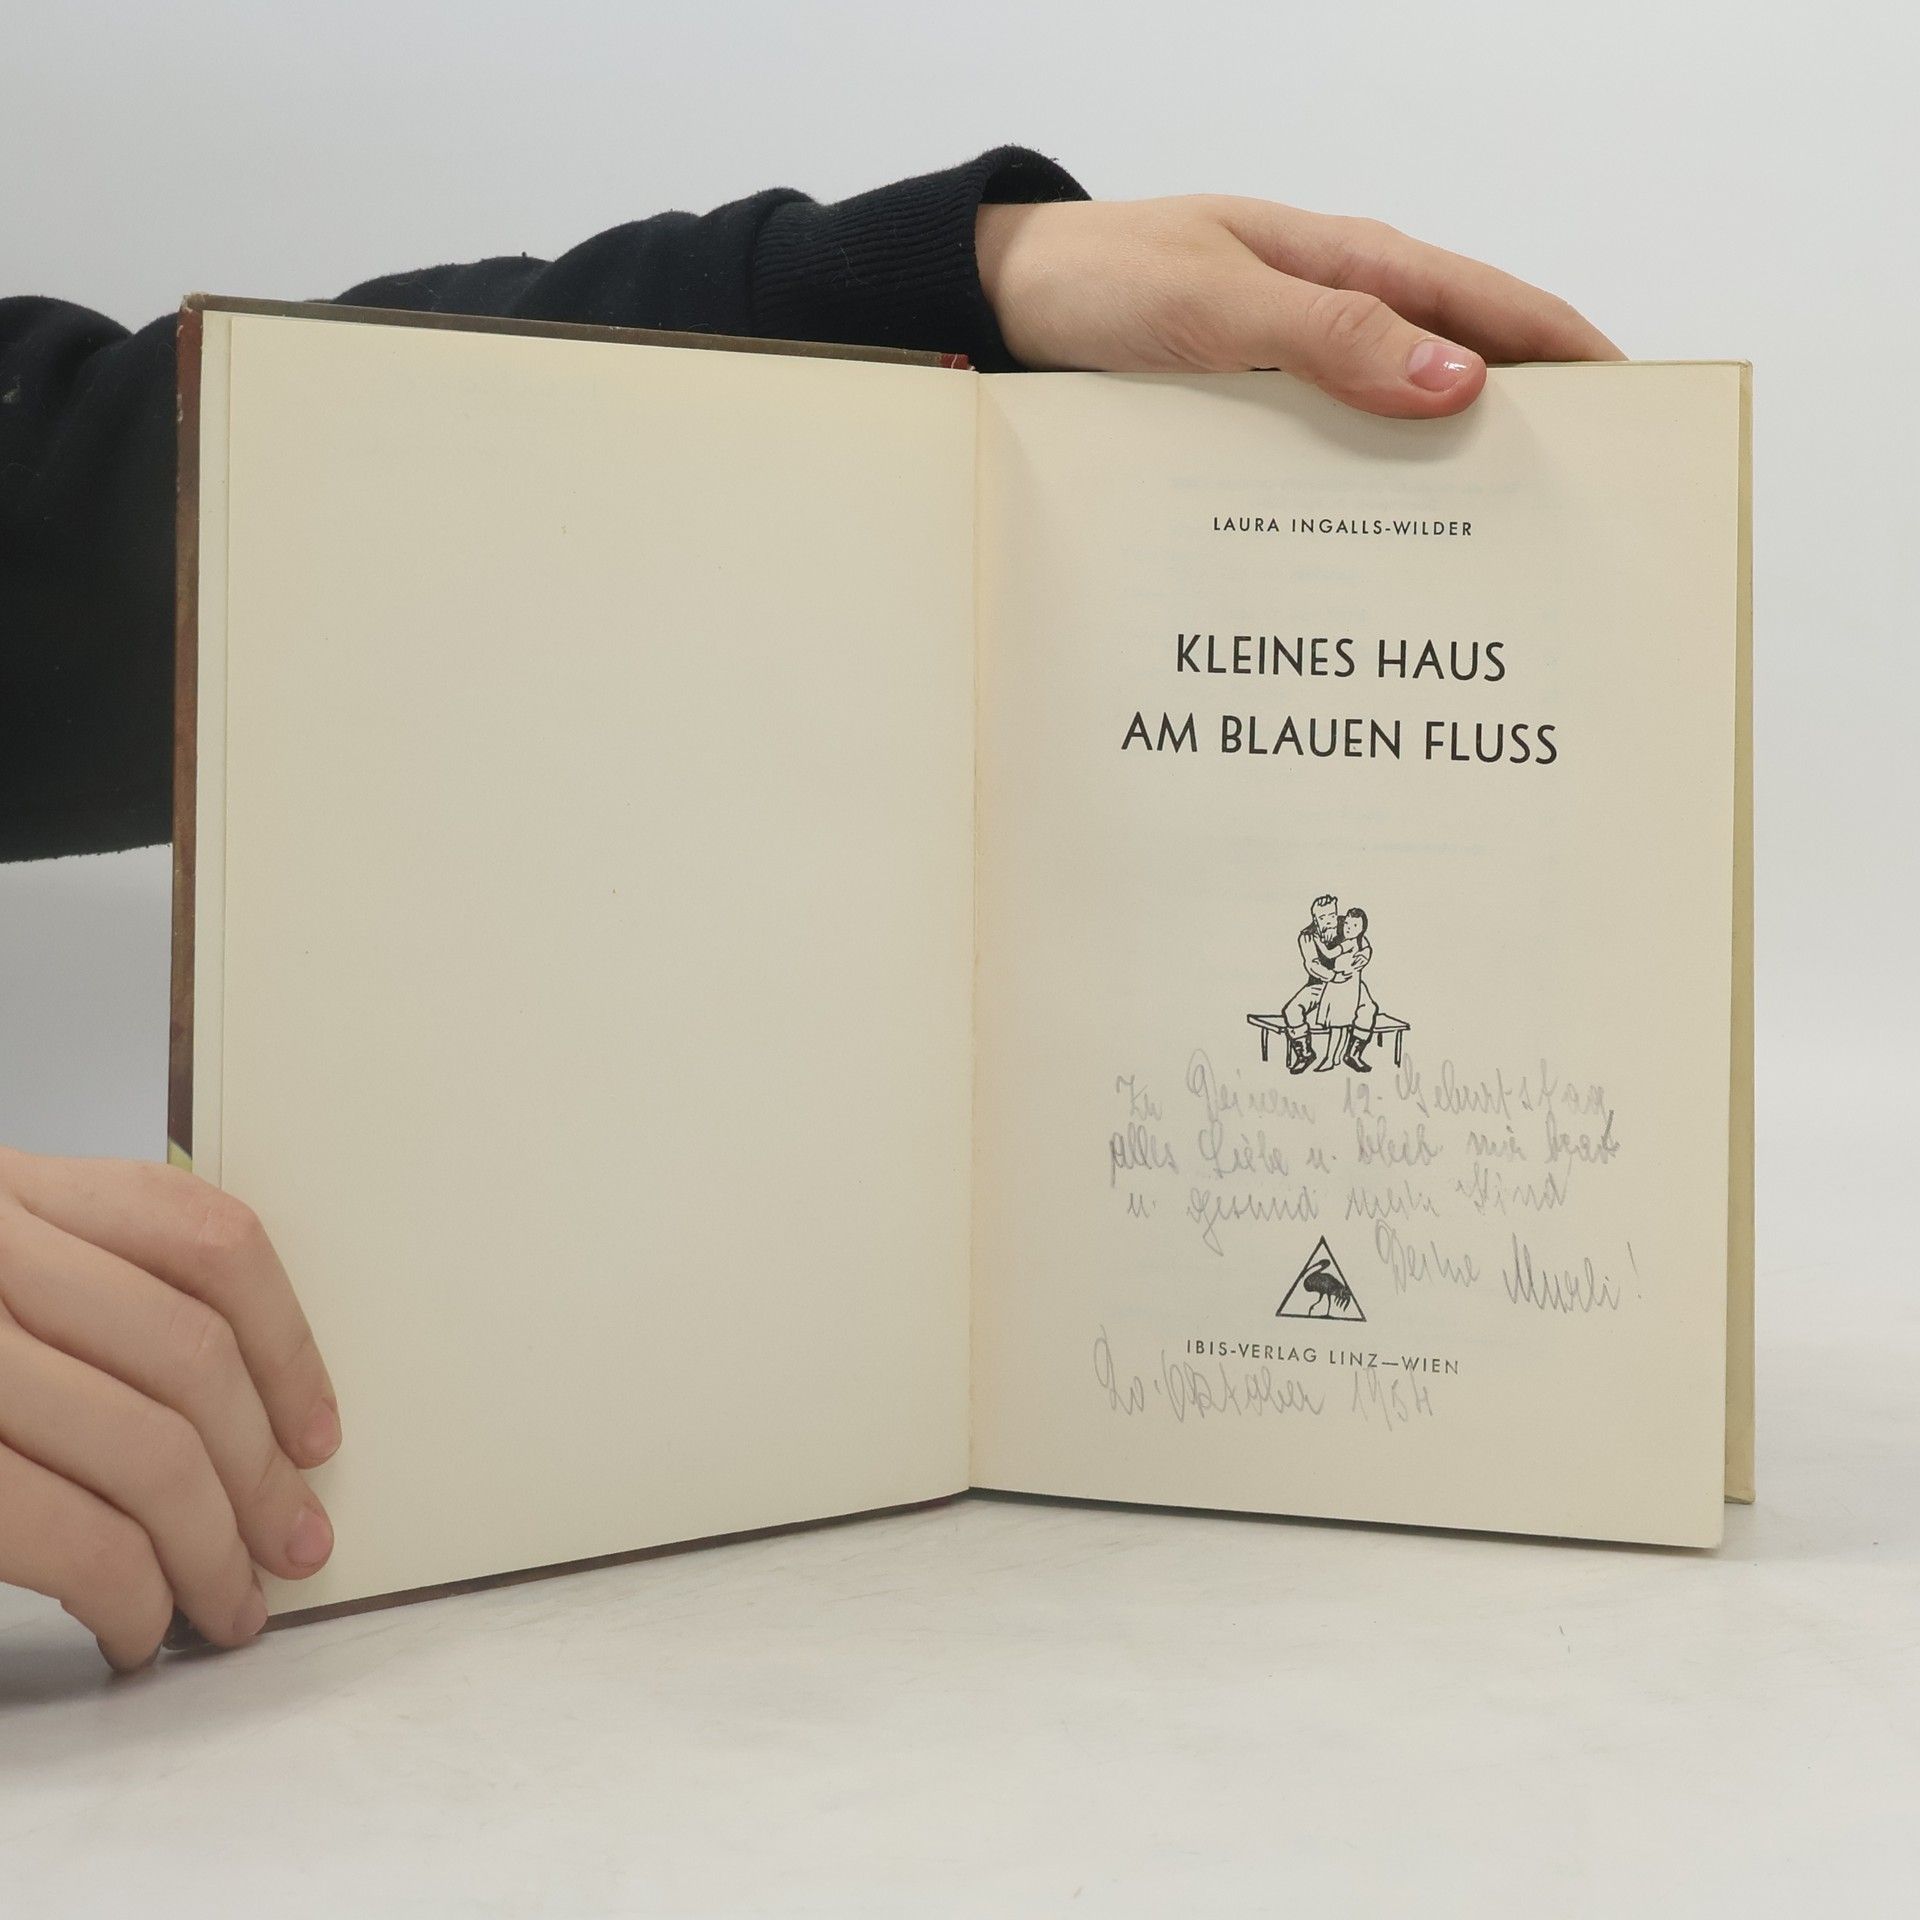 LAURA INGALLS-WILDER
KLEINES HAUS
AM BLAUEN FLUSS
Zu Deinem 12. Geburtstag
alles Liebe u. bleib mir brav
u. gesund mein Kind
Deine Murli!
IBIS-VERLAG LINZ—WIEN
Oktober 1954